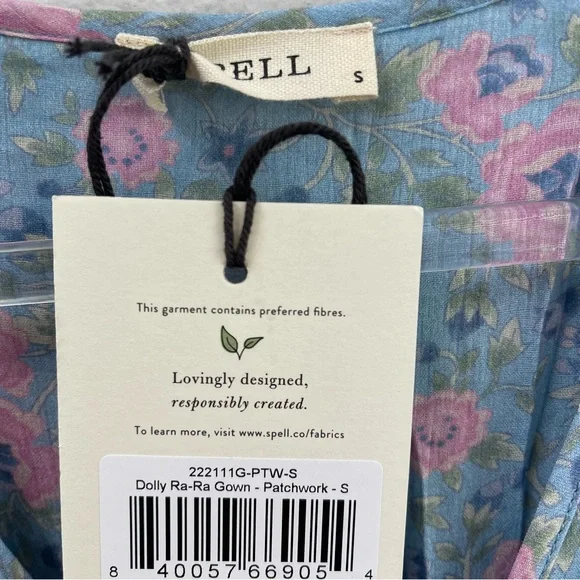 PELL
S
This garment contains preferred fibres.
Lovingly designed,
responsibly created.
To learn more, visit www.spell.co/fabrics
222111G-PTW-S
Dolly Ra-Ra Gown - Patchwork - S
8 40057 66905 4